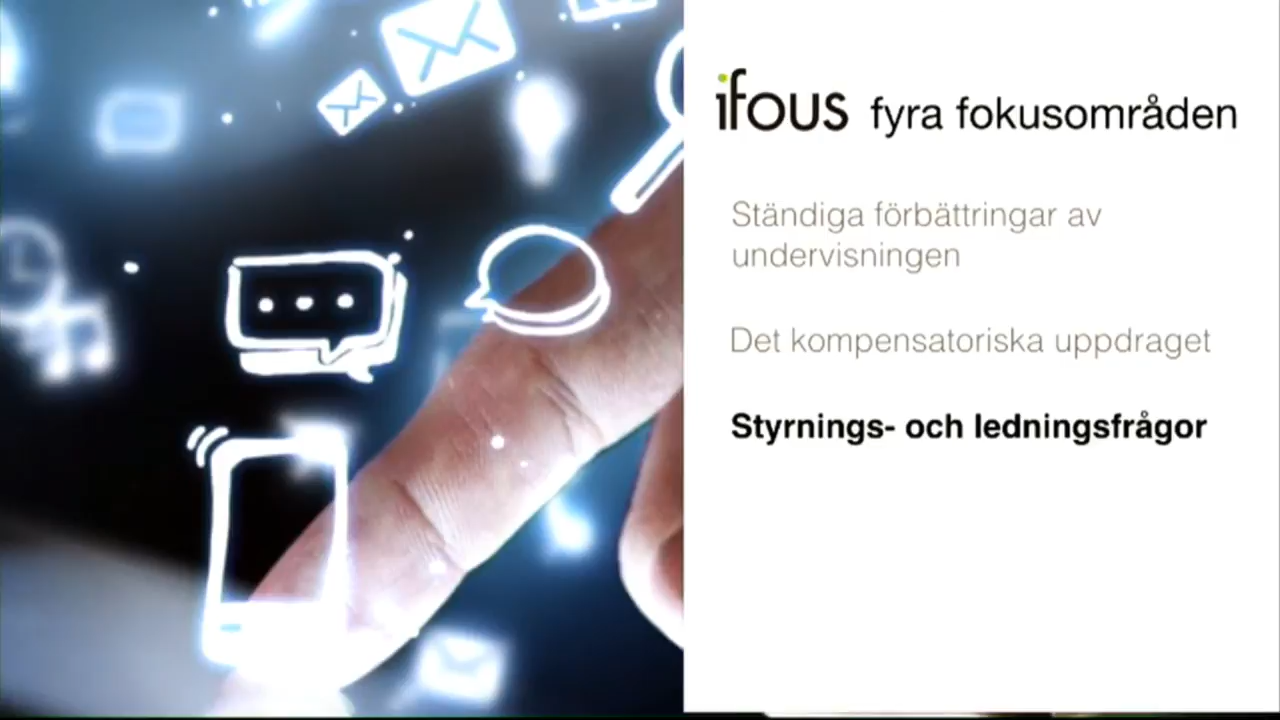 ifous fyra fokusområden
Ständiga förbättringar av
undervisningen
Det kompensatoriska uppdraget
Styrnings- och ledningsfrågor